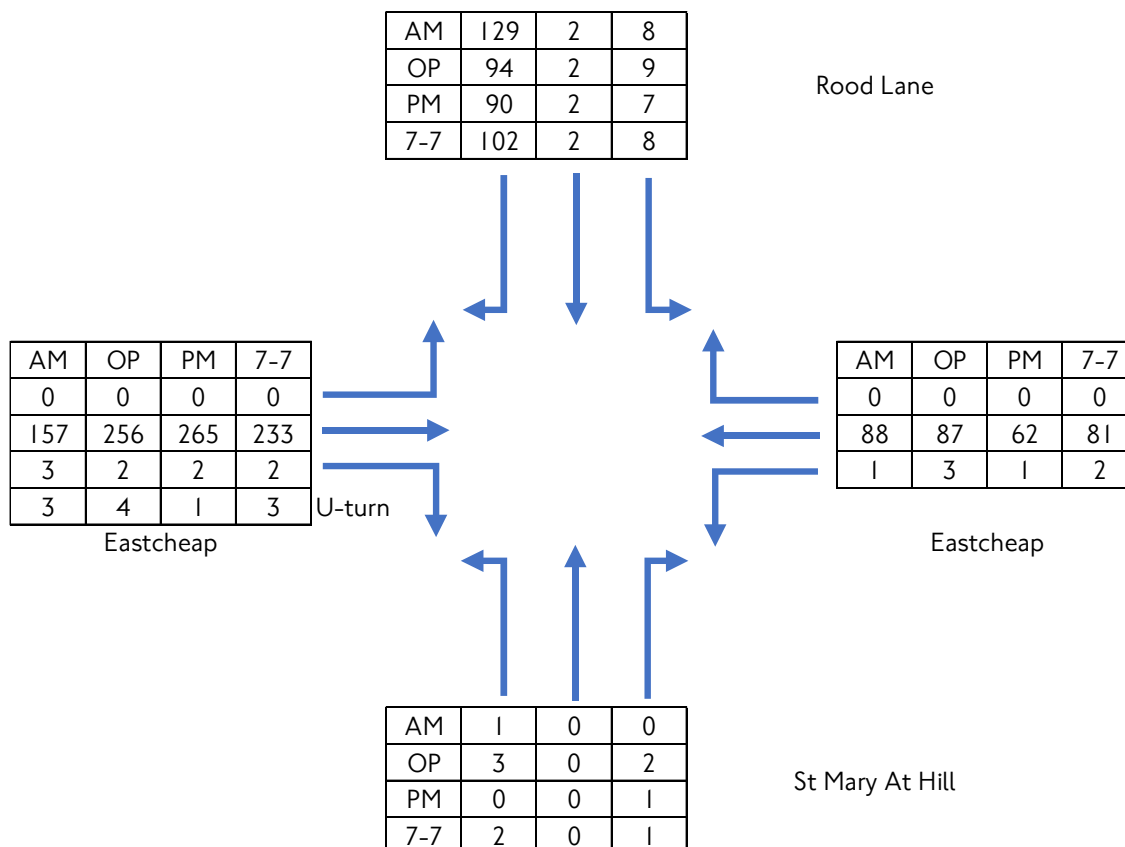 AM 129 2 8
OP 94 2 9
PM 90 2 7
7-7 102 2 8
Rood Lane
AM OP PM 7-7
0 0 0 0
157 256 265 233
3 2 2 2
3 4 1 3 U-turn
Eastcheap
AM OP PM 7-7
0 0 0 0
88 87 62 81
1 3 1 2
Eastcheap
AM 1 0 0
OP 3 0 2
PM 0 0 1
7-7 2 0 1
St Mary At Hill